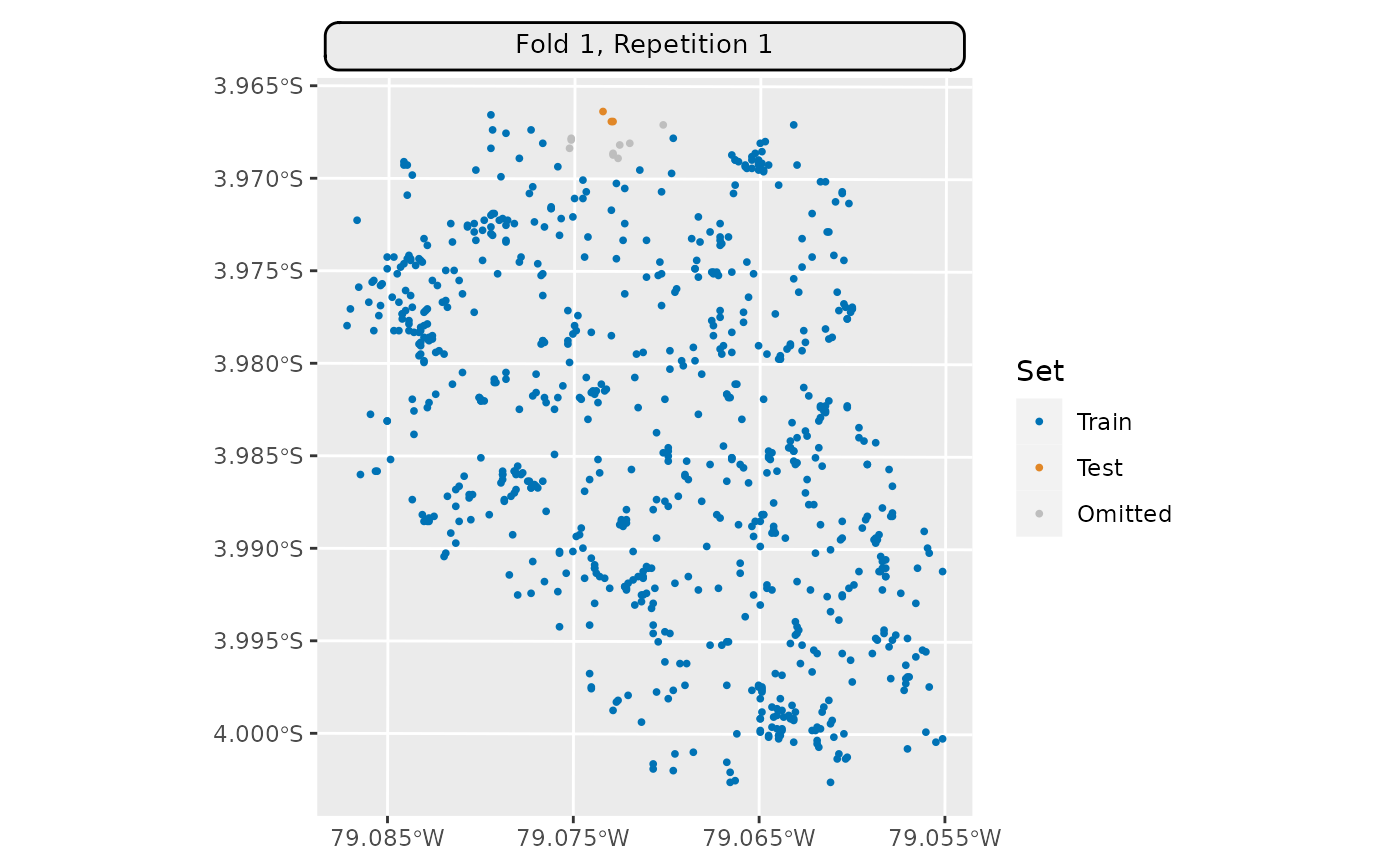 Fold 1, Repetition 1
3.965°S
3.970°S
3.975°S
3.980°S
3.985°S
3.990°S
3.995°S
4.000°S
79.085°W 79.075°W 79.065°W 79.055°W
Set
Train
Test
Omitted